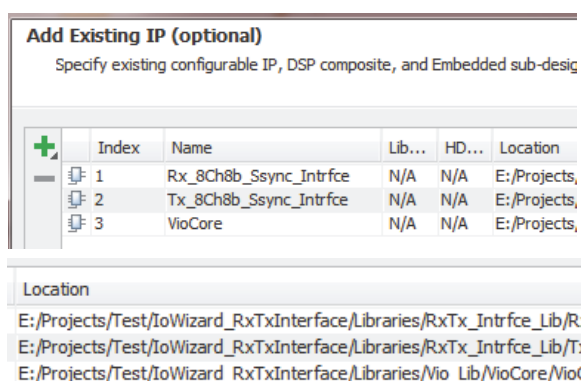 Add Existing IP (optional)
Specify existing configurable IP, DSP composite, and Embedded sub-desig
Index Name Lib... HD... Location
1 Rx_8Ch8b_Ssync_Intrfce N/A N/A E:/Projects/
2 Tx_8Ch8b_Ssync_Intrfce N/A N/A E:/Projects/
3 VioCore N/A N/A E:/Projects/
Location
E:/Projects/Test/IoWizard_RxTxInterface/Libraries/RxTx_Intrfce_Lib/R
E:/Projects/Test/IoWizard_RxTxInterface/Libraries/RxTx_Intrfce_Lib/Tx
E:/Projects/Test/IoWizard_RxTxInterface/Libraries/Vio_Lib/VioCore/Vio